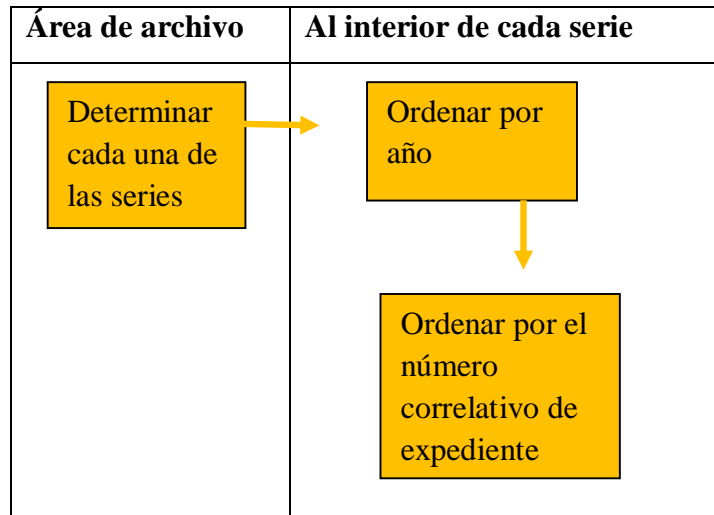 Área de archivo
Al interior de cada serie
Determinar
cada una de
las series
Ordenar por
año
Ordenar por el
número
correlativo de
expediente